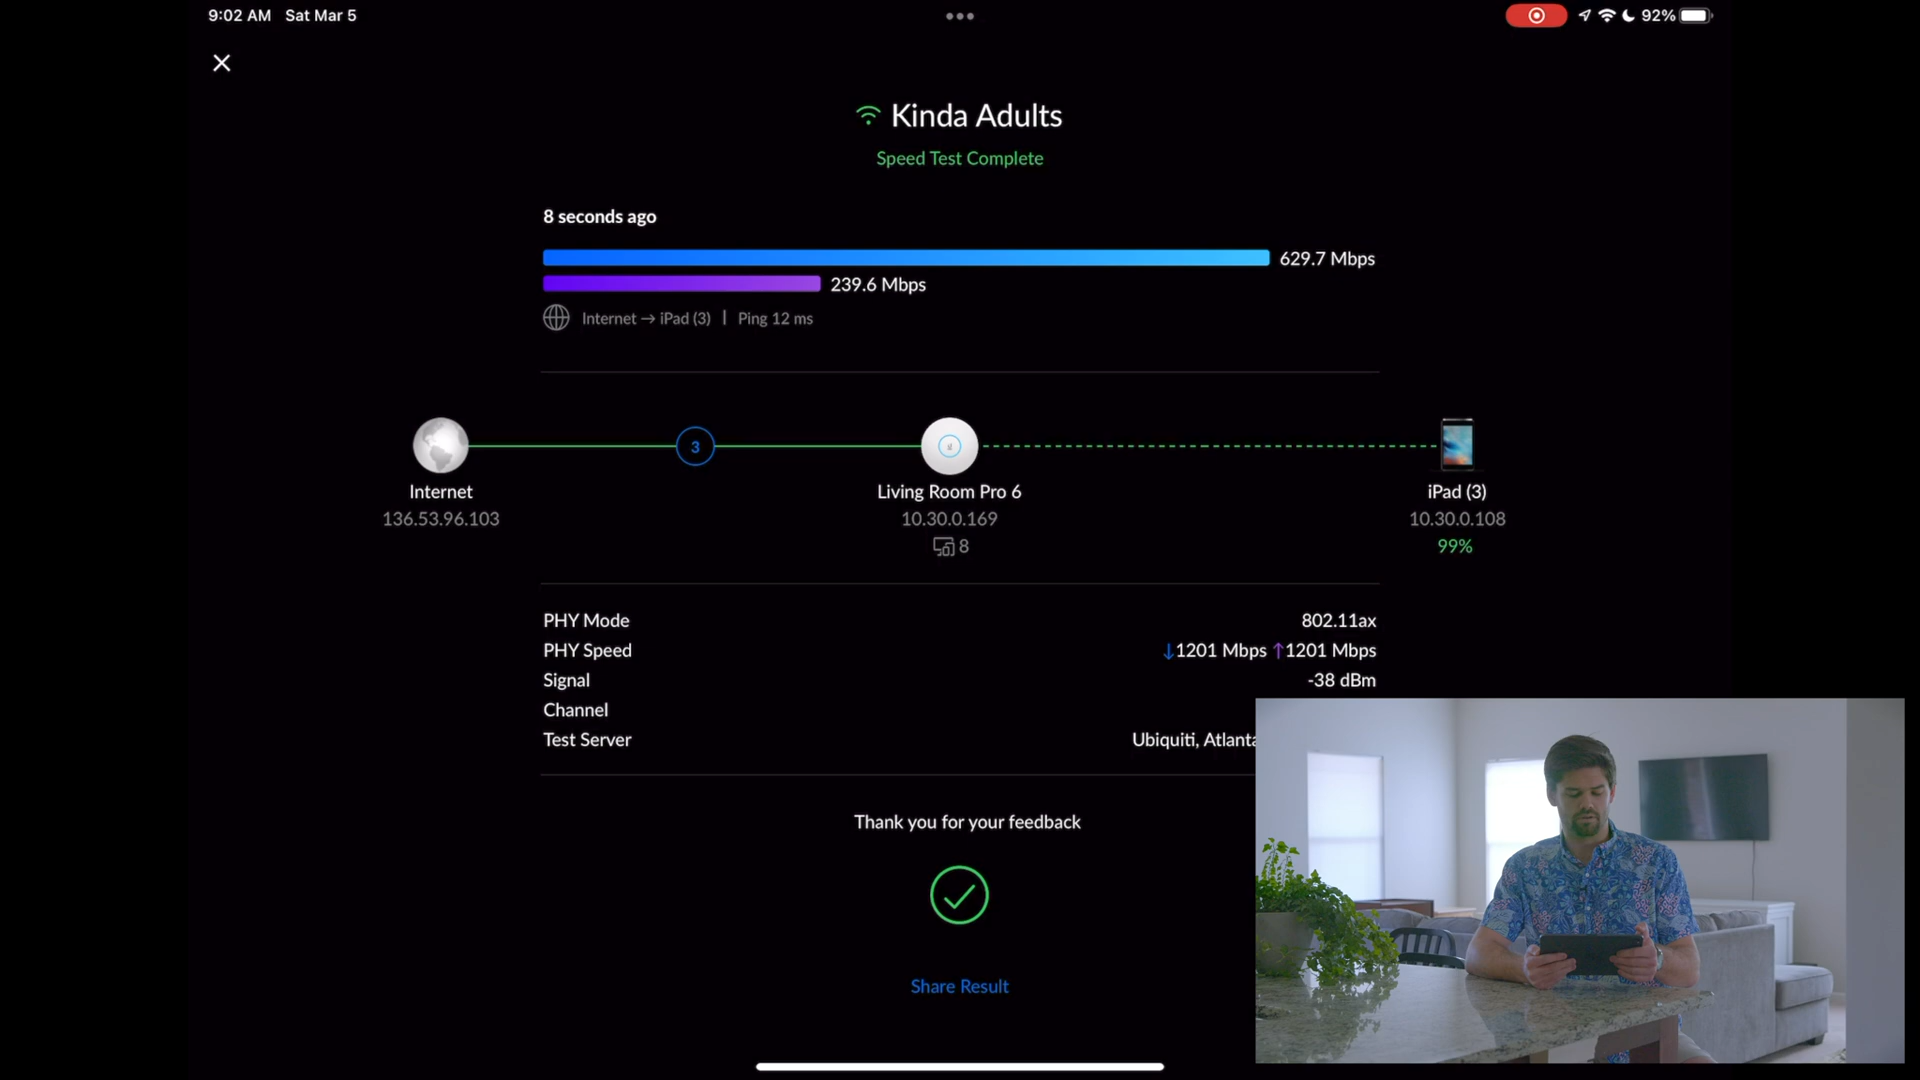 9:02 AM Sat Mar 5
92%
Kinda Adults
Speed Test Complete
8 seconds ago
629.7 Mbps
239.6 Mbps
Internet → iPad (3) | Ping 12 ms
3
Internet
136.53.96.103
Living Room Pro 6
10.30.0.169
8
iPad (3)
10.30.0.108
99%
PHY Mode 802.11ax
PHY Speed ↓1201 Mbps ↑1201 Mbps
Signal -38 dBm
Channel
Test Server Ubiquiti, Atlanta
Thank you for your feedback
Share Result